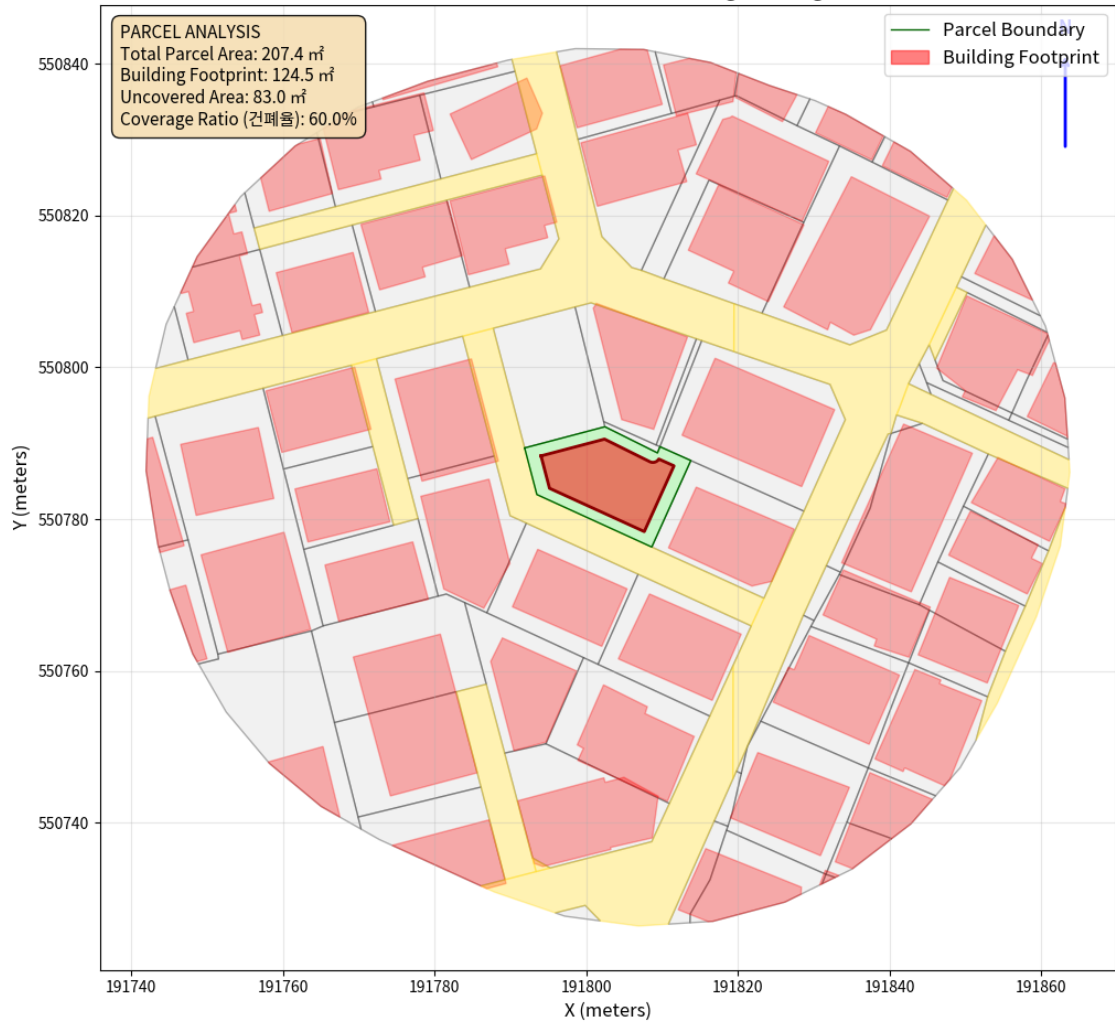 PARCEL ANALYSIS
Total Parcel Area: 207.4 ㎡
Building Footprint: 124.5 ㎡
Uncovered Area: 83.0 ㎡
Coverage Ratio (건폐율): 60.0%
Parcel Boundary
Building Footprint
N
550840
550820
550800
550780
550760
550740
Y (meters)
191740
191760
191780
191800
191820
191840
191860
X (meters)